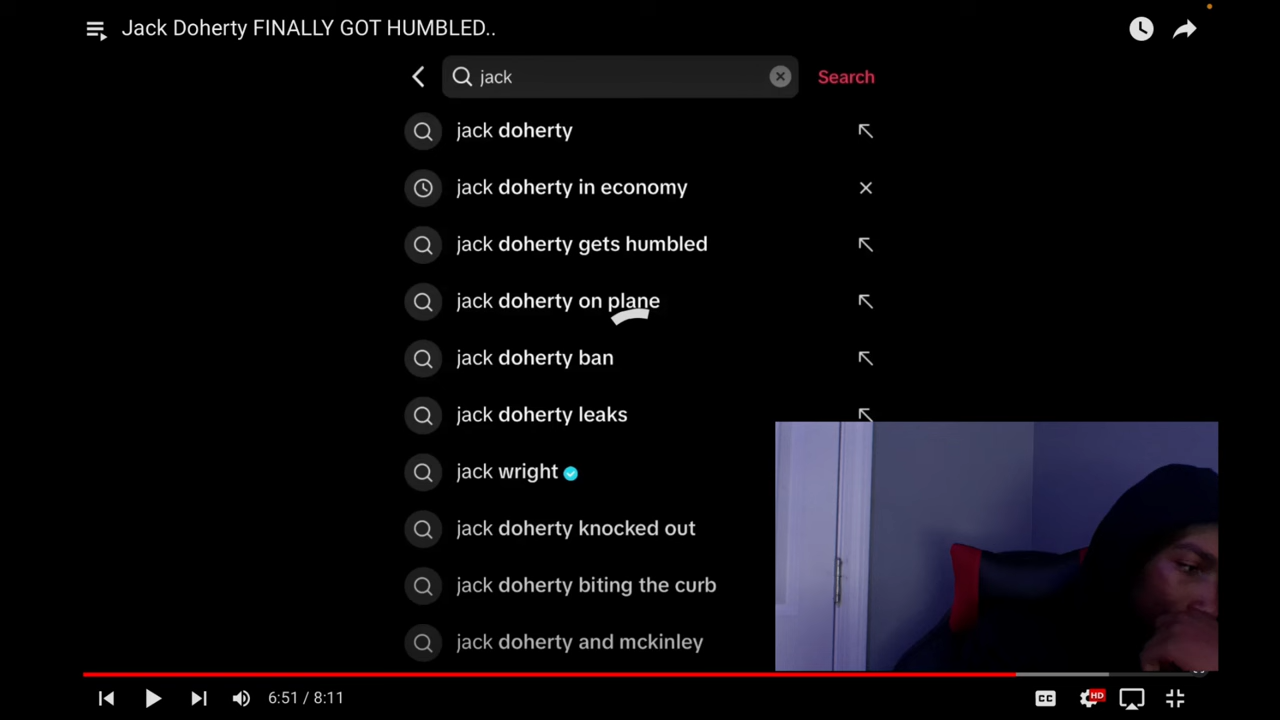 Jack Doherty FINALLY GOT HUMBLED..
jack
Search
jack doherty
jack doherty in economy
jack doherty gets humbled
jack doherty on plane
jack doherty ban
jack doherty leaks
jack wright
jack doherty knocked out
jack doherty biting the curb
jack doherty and mckinley
6:51 / 8:11
CC
HD